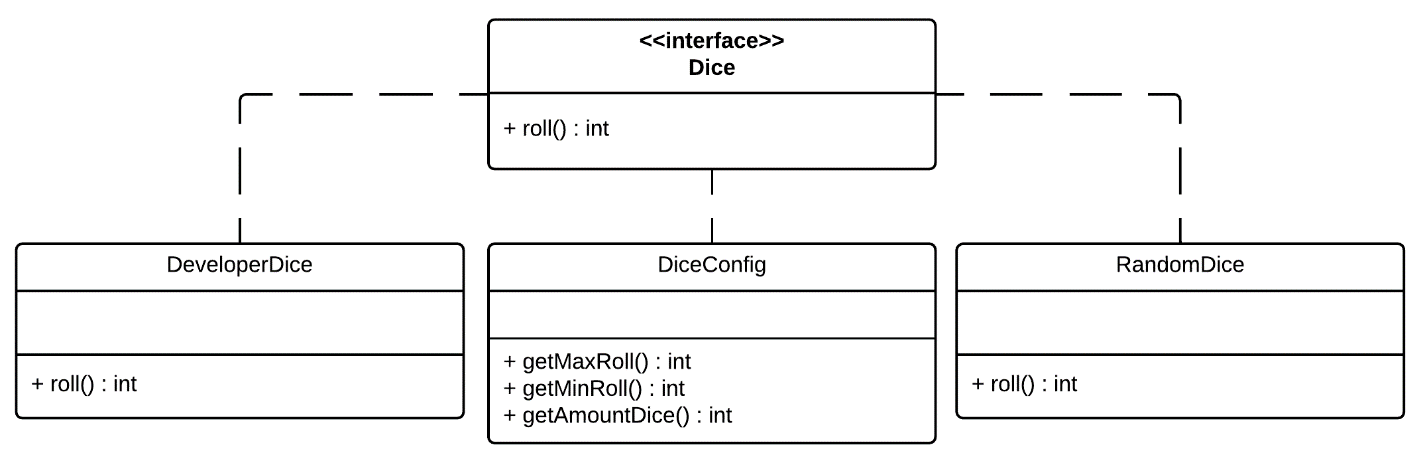 <<interface>>
Dice
+ roll() : int
DeveloperDice
+ roll() : int
DiceConfig
+ getMaxRoll() : int
+ getMinRoll() : int
+ getAmountDice() : int
RandomDice
+ roll() : int